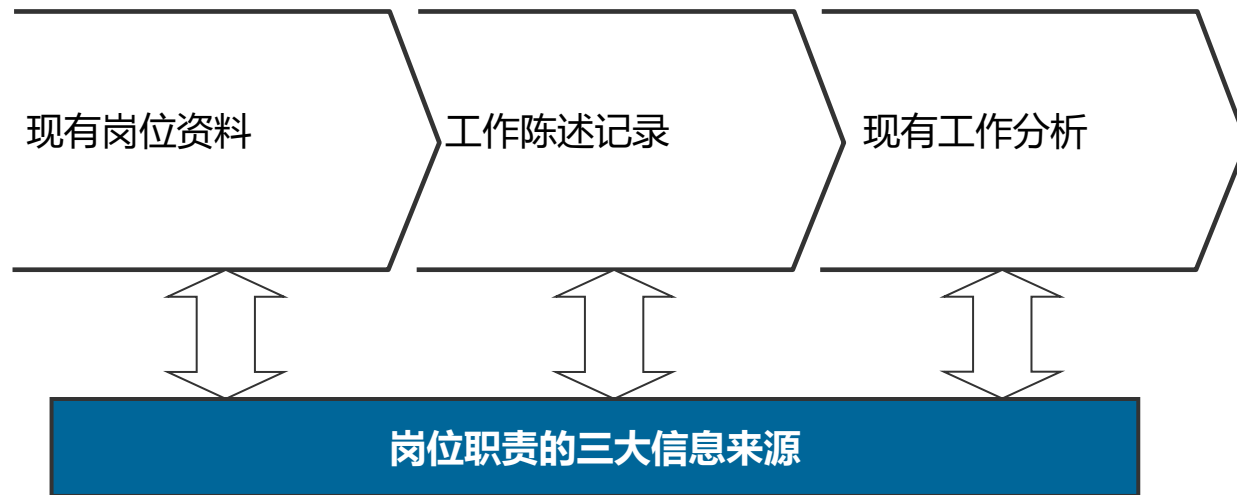 现有岗位资料
工作陈述记录
现有工作分析
岗位职责的三大信息来源